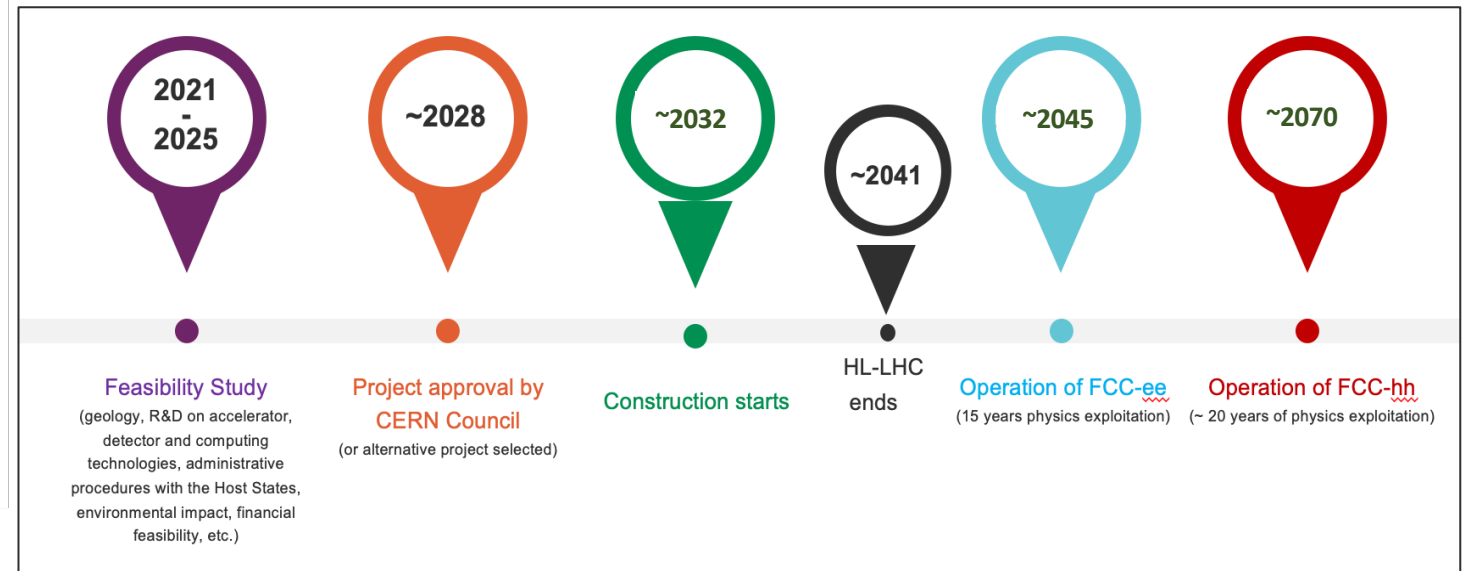 2021
-
2025
~2028
~2032
~2041
~2045
~2070
Feasibility Study
(geology, R&D on accelerator,
detector and computing
technologies, administrative
procedures with the Host States,
environmental impact, financial
feasibility, etc.)
Project approval by
CERN Council
(or alternative project selected)
Construction starts
HL-LHC
ends
Operation of FCC-ee
(15 years physics exploitation)
Operation of FCC-hh
(~ 20 years of physics exploitation)